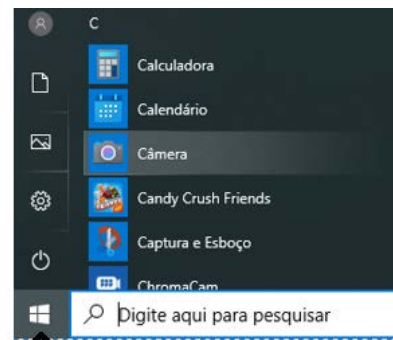 C
Calculadora
Calendário
Câmera
Candy Crush Friends
Captura e Esboço
ChromaCam
Digite aqui para pesquisar